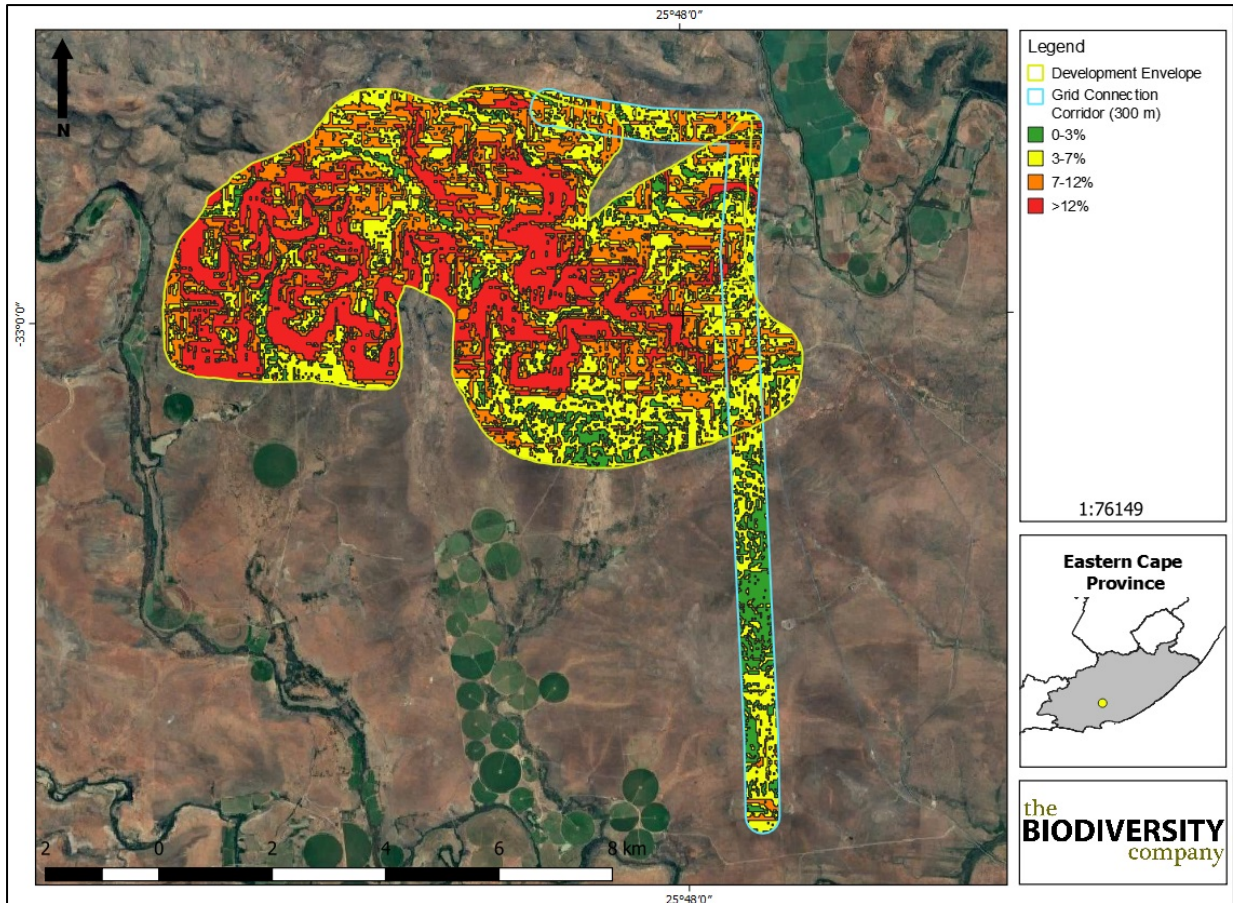 25°48′0″
N
-33°0′0″
2 0 2 4 6 8 km
25°48′0″
Legend
Development Envelope
Grid Connection
Corridor (300 m)
0-3%
3-7%
7-12%
>12%
1:76149
Eastern Cape
Province
the
BIODIVERSITY
company